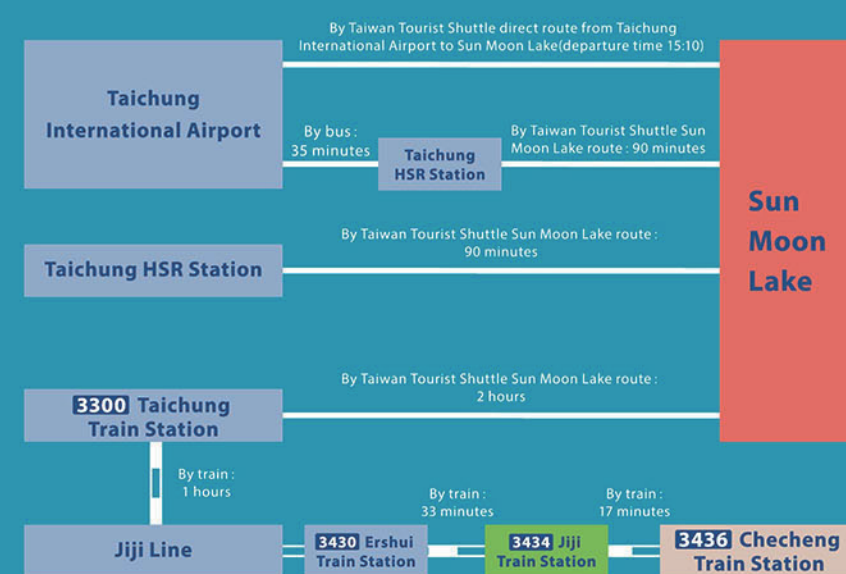 By Taiwan Tourist Shuttle direct route from Taichung
International Airport to Sun Moon Lake(departure time 15:10)
Taichung
International Airport
By bus :
35 minutes
Taichung
HSR Station
By Taiwan Tourist Shuttle Sun
Moon Lake route : 90 minutes
Sun
Moon
Lake
Taichung HSR Station
By Taiwan Tourist Shuttle Sun Moon Lake route :
90 minutes
3300 Taichung
Train Station
By Taiwan Tourist Shuttle Sun Moon Lake route :
2 hours
By train :
1 hours
Jiji Line
3430 Ershui
Train Station
By train :
33 minutes
3434 Jiji
Train Station
By train :
17 minutes
3436 Checheng
Train Station